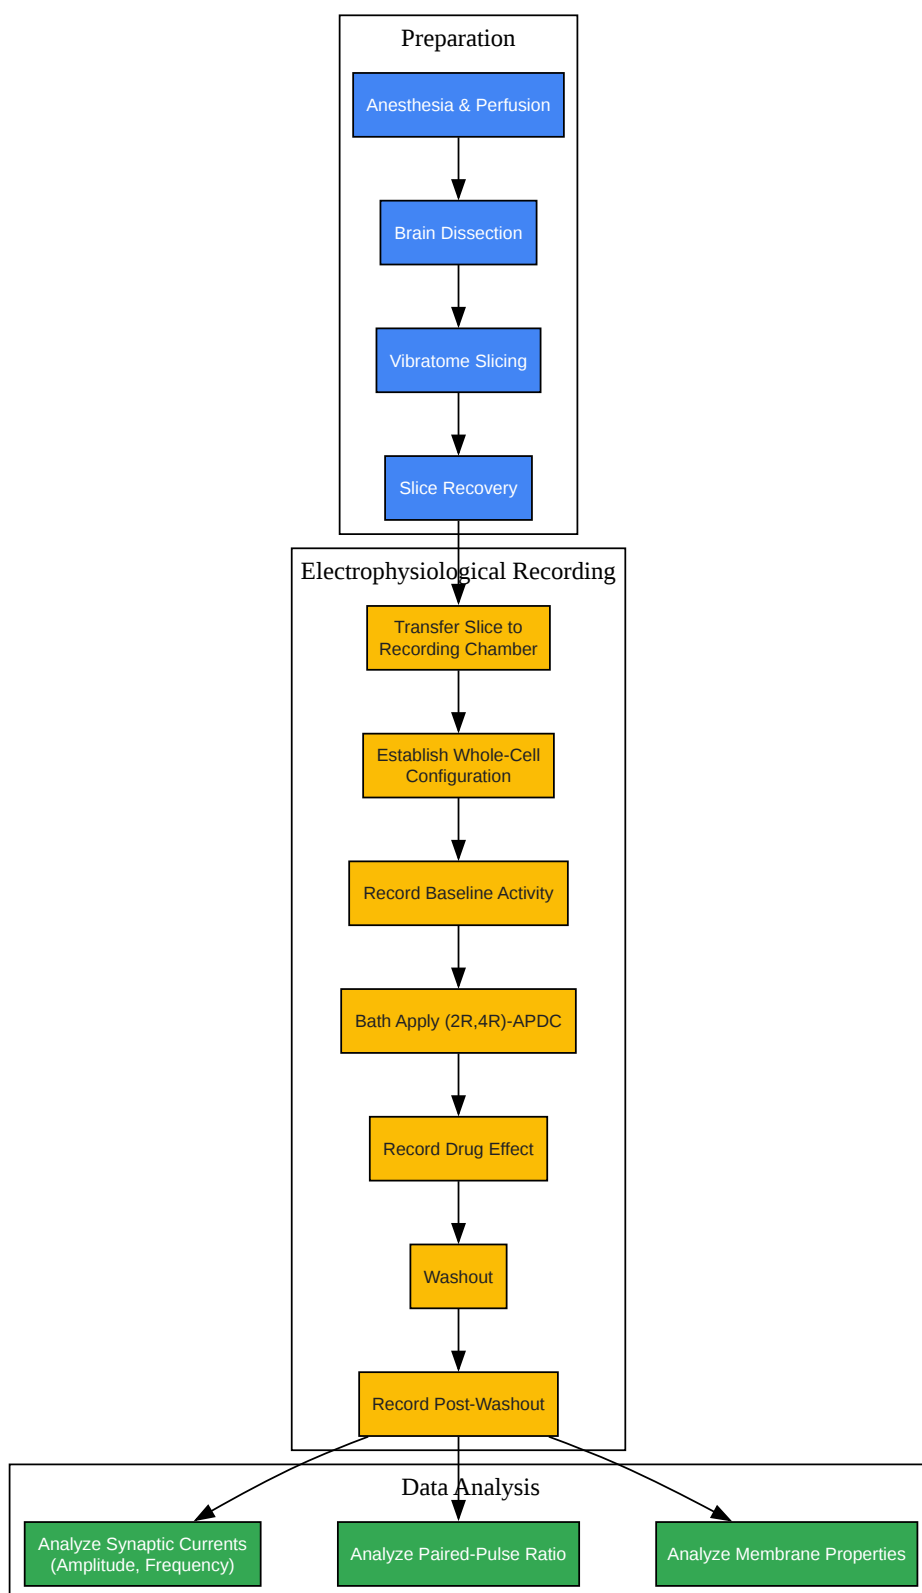 Preparation
Anesthesia & Perfusion
Brain Dissection
Vibratome Slicing
Slice Recovery
Electrophysiological Recording
Transfer Slice to
Recording Chamber
Establish Whole-Cell
Configuration
Record Baseline Activity
Bath Apply (2R,4R)-APDC
Record Drug Effect
Washout
Record Post-Washout
Data Analysis
Analyze Synaptic Currents
(Amplitude, Frequency)
Analyze Paired-Pulse Ratio
Analyze Membrane Properties